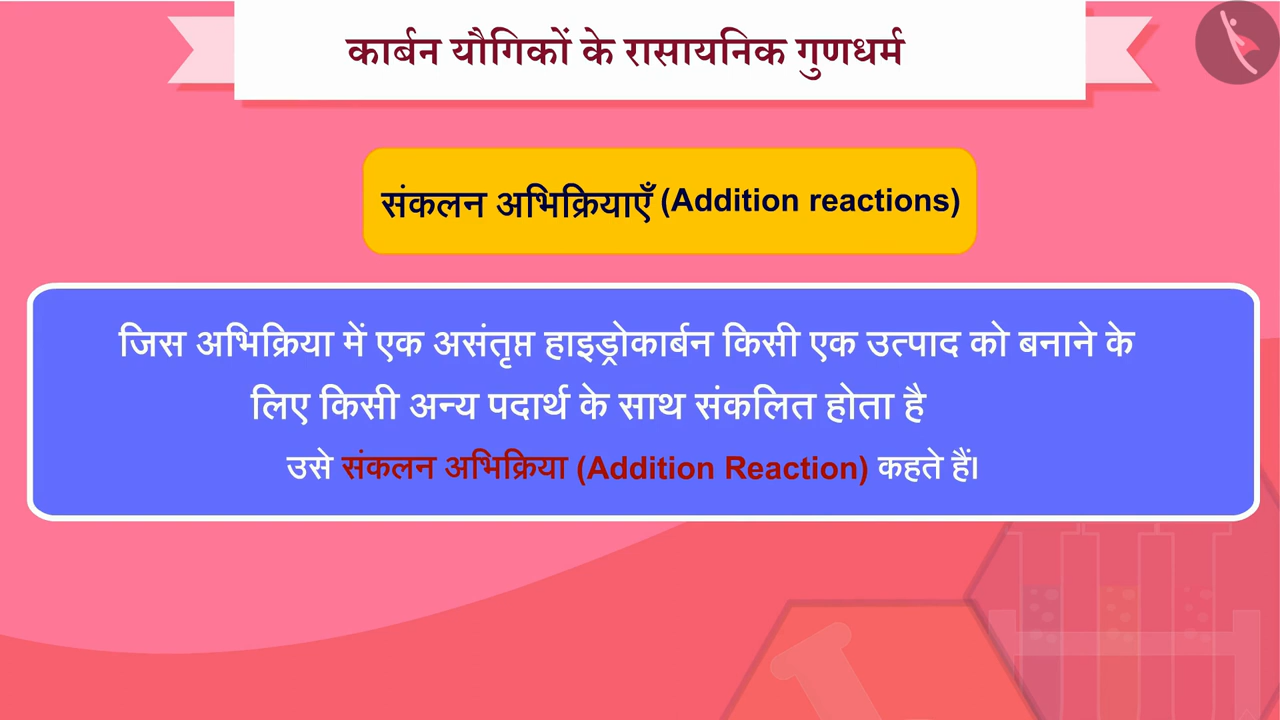 कार्बन यौगिकों के रासायनिक गुणधर्म
संकलन अभिक्रियाएँ (Addition reactions)
जिस अभिक्रिया में एक असंतृप्त हाइड्रोकार्बन किसी एक उत्पाद को बनाने के
लिए किसी अन्य पदार्थ के साथ संकलित होता है
उसे संकलन अभिक्रिया (Addition Reaction) कहते हैं।